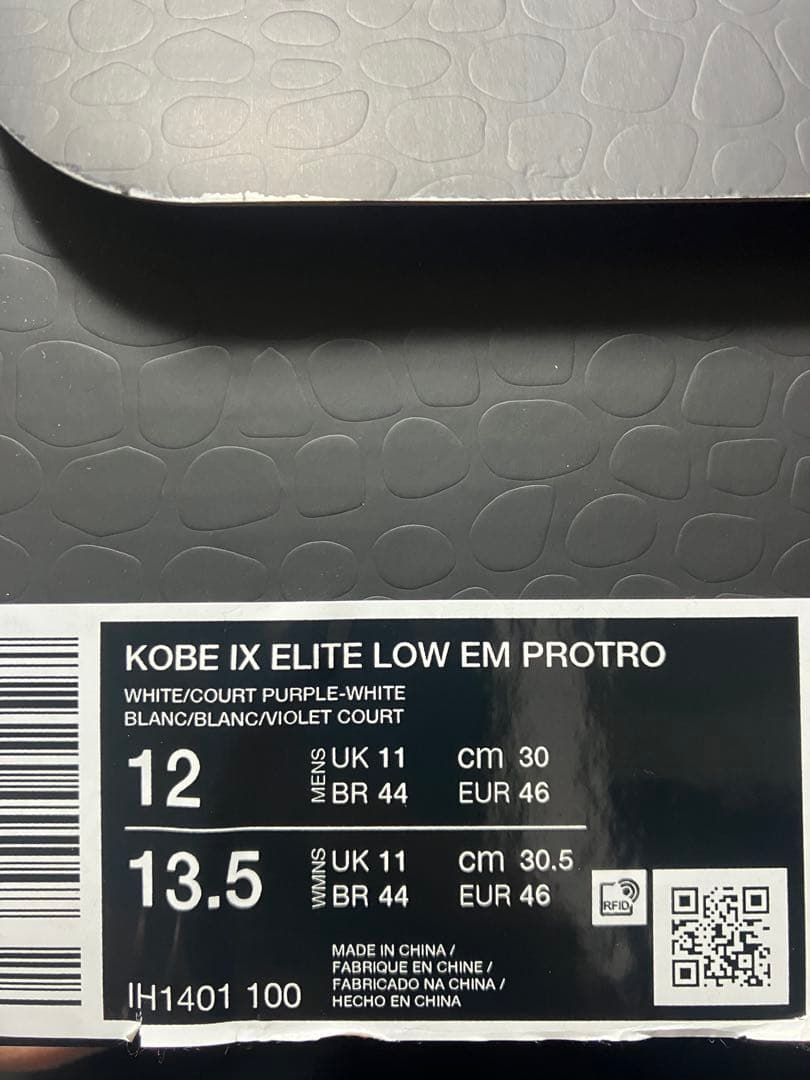 KOBE IX ELITE LOW EM PROTRO
WHITE/COURT PURPLE-WHITE
BLANC/BLANC/VIOLET COURT
12
MENS
UK 11 cm 30
BR 44 EUR 46
13.5
WMNS
UK 11 cm 30.5
BR 44 EUR 46
RFID
MADE IN CHINA /
FABRIQUE EN CHINE /
FABRICADO NA CHINA /
HECHO EN CHINA
IH1401 100